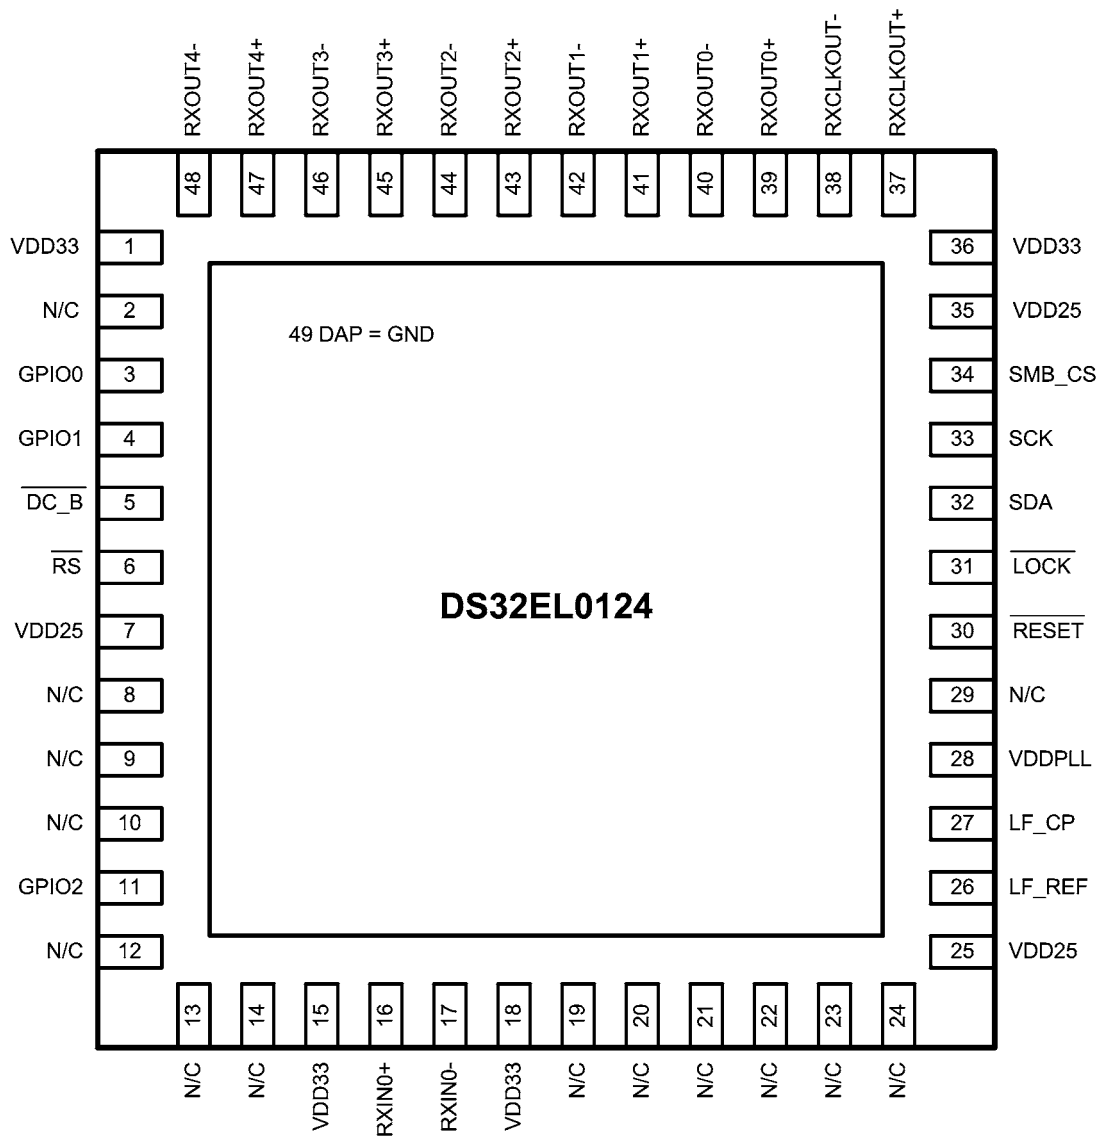 RXOUT4-
RXOUT4+
RXOUT3-
RXOUT3+
RXOUT2-
RXOUT2+
RXOUT1-
RXOUT1+
RXOUT0-
RXOUT0+
RXCLKOUT-
RXCLKOUT+
48
47
46
45
44
43
42
41
40
39
38
37
VDD33 1
36 VDD33
N/C 2
35 VDD25
49 DAP = GND
GPIO0 3
34 SMB_CS
GPIO1 4
33 SCK
DC_B 5
32 SDA
RS 6
31 LOCK
DS32EL0124
VDD25 7
30 RESET
N/C 8
29 N/C
N/C 9
28 VDDPLL
N/C 10
27 LF_CP
GPIO2 11
26 LF_REF
N/C 12
25 VDD25
13
14
15
16
17
18
19
20
21
22
23
24
N/C
N/C
VDD33
RXIN0+
RXIN0-
VDD33
N/C
N/C
N/C
N/C
N/C
N/C